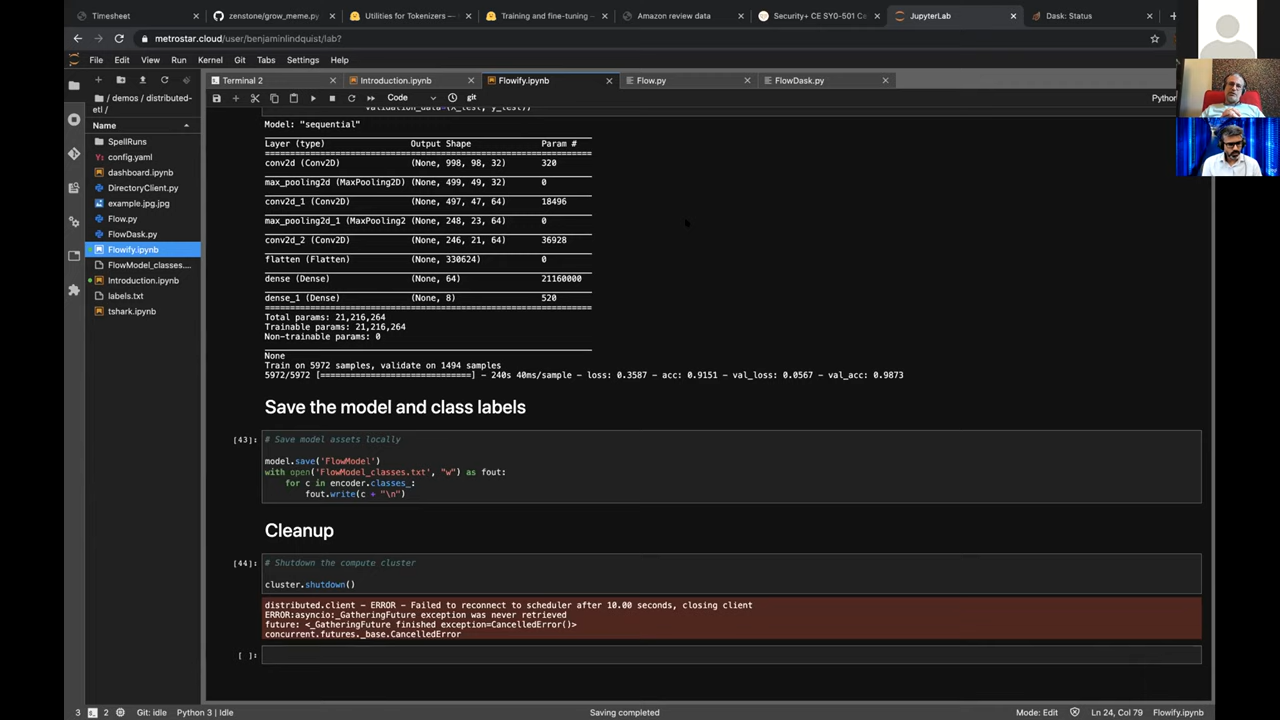 Timesheet
zenstone/grow_meme.py
Utilities for Tokenizers —
Training and fine-tuning —
Amazon review data
Security+ CE SY0-501 Ce
JupyterLab
Dask: Status
metrostar.cloud/user/benjaminlindquist/lab?
File Edit View Run Kernel Git Tabs Settings Help
Terminal 2
Introduction.ipynb
Flowify.ipynb
Flow.py
FlowDask.py
Code
git
Python
/ demos / distributed-
etl /
Name
SpellRuns
config.yaml
dashboard.ipynb
DirectoryClient.py
example.jpg.jpg
Flow.py
FlowDask.py
Flowify.ipynb
FlowModel_classes....
Introduction.ipynb
labels.txt
tshark.ipynb
validation_data=(X_test, y_test))
Model: "sequential"
Layer (type) Output Shape Param #
conv2d (Conv2D) (None, 998, 98, 32) 320
max_pooling2d (MaxPooling2D) (None, 499, 49, 32) 0
conv2d_1 (Conv2D) (None, 497, 47, 64) 18496
max_pooling2d_1 (MaxPooling2 (None, 248, 23, 64) 0
conv2d_2 (Conv2D) (None, 246, 21, 64) 36928
flatten (Flatten) (None, 330624) 0
dense (Dense) (None, 64) 21160000
dense_1 (Dense) (None, 8) 520
Total params: 21,216,264
Trainable params: 21,216,264
Non-trainable params: 0
None
Train on 5972 samples, validate on 1494 samples
5972/5972 [==============================] - 240s 40ms/sample - loss: 0.3587 - acc: 0.9151 - val_loss: 0.0567 - val_acc: 0.9873
Save the model and class labels
[43]: # Save model assets locally
model.save('FlowModel')
with open('FlowModel_classes.txt', "w") as fout:
for c in encoder.classes_:
fout.write(c + "\n")
Cleanup
[44]: # Shutdown the compute cluster
cluster.shutdown()
distributed.client - ERROR - Failed to reconnect to scheduler after 10.00 seconds, closing client
ERROR:asyncio:_GatheringFuture exception was never retrieved
future: <_GatheringFuture finished exception=CancelledError()>
concurrent.futures._base.CancelledError
[ ]:
3 2 Git: idle Python 3 | Idle Saving completed Mode: Edit Ln 24, Col 79 Flowify.ipynb